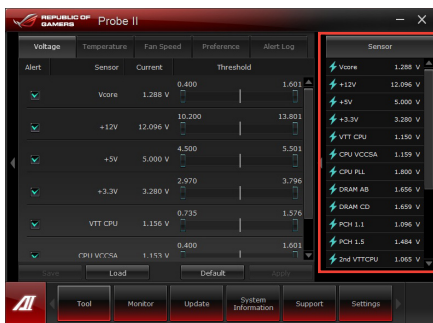 REPUBLIC OF
GAMERS
Probe II
Voltage Temperature Fan Speed Preference Alert Log
Alert Sensor Current Threshold
Vcore 1.288 V 0.400 1.601
+12V 12.096 V 10.200 13.801
+5V 5.000 V 4.500 5.501
+3.3V 3.280 V 2.970 3.796
VTT CPU 1.156 V 0.735 1.576
CPU VCCSA 1.153 V 0.400 1.601
Save Load Default Apply
Sensor
Vcore 1.288 V
+12V 12.096 V
+5V 5.000 V
+3.3V 3.280 V
VTT CPU 1.150 V
CPU VCCSA 1.159 V
CPU PLL 1.800 V
DRAM AB 1.656 V
DRAM CD 1.659 V
PCH 1.1 1.096 V
PCH 1.5 1.484 V
2nd VTTCPU 1.065 V
Tool Monitor Update System Information Support Settings